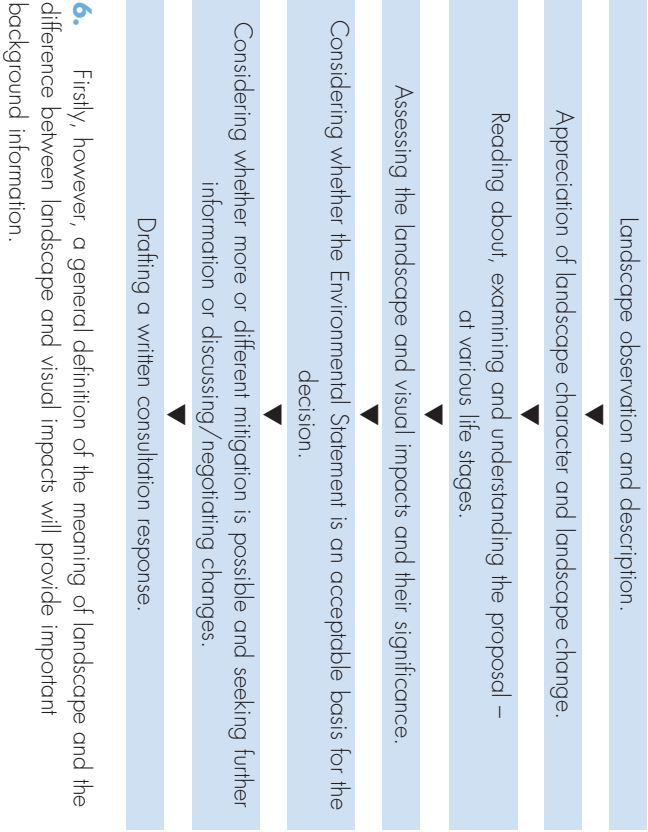 Landscape observation and description.
Appreciation of landscape character and landscape change.
Reading about, examining and understanding the proposal –
at various life stages.
Assessing the landscape and visual impacts and their significance.
Considering whether the Environmental Statement is an acceptable basis for the
decision.
Considering whether more or different mitigation is possible and seeking further
information or discussing/negotiating changes.
Drafting a written consultation response.
6. Firstly, however, a general definition of the meaning of landscape and the
difference between landscape and visual impacts will provide important
background information.